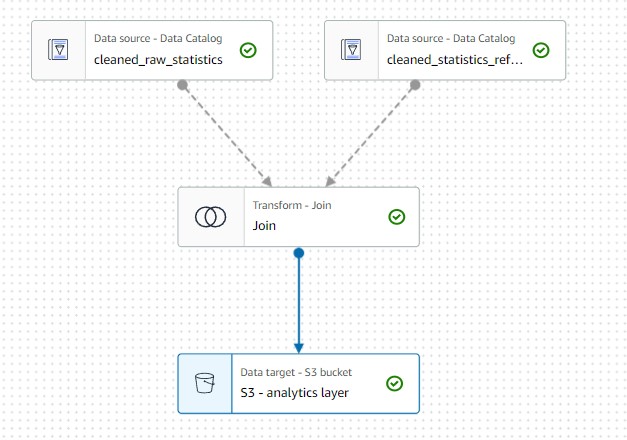 Data source - Data Catalog
cleaned_raw_statistics
Data source - Data Catalog
cleaned_statistics_ref...
Transform - Join
Join
Data target - S3 bucket
S3 - analytics layer